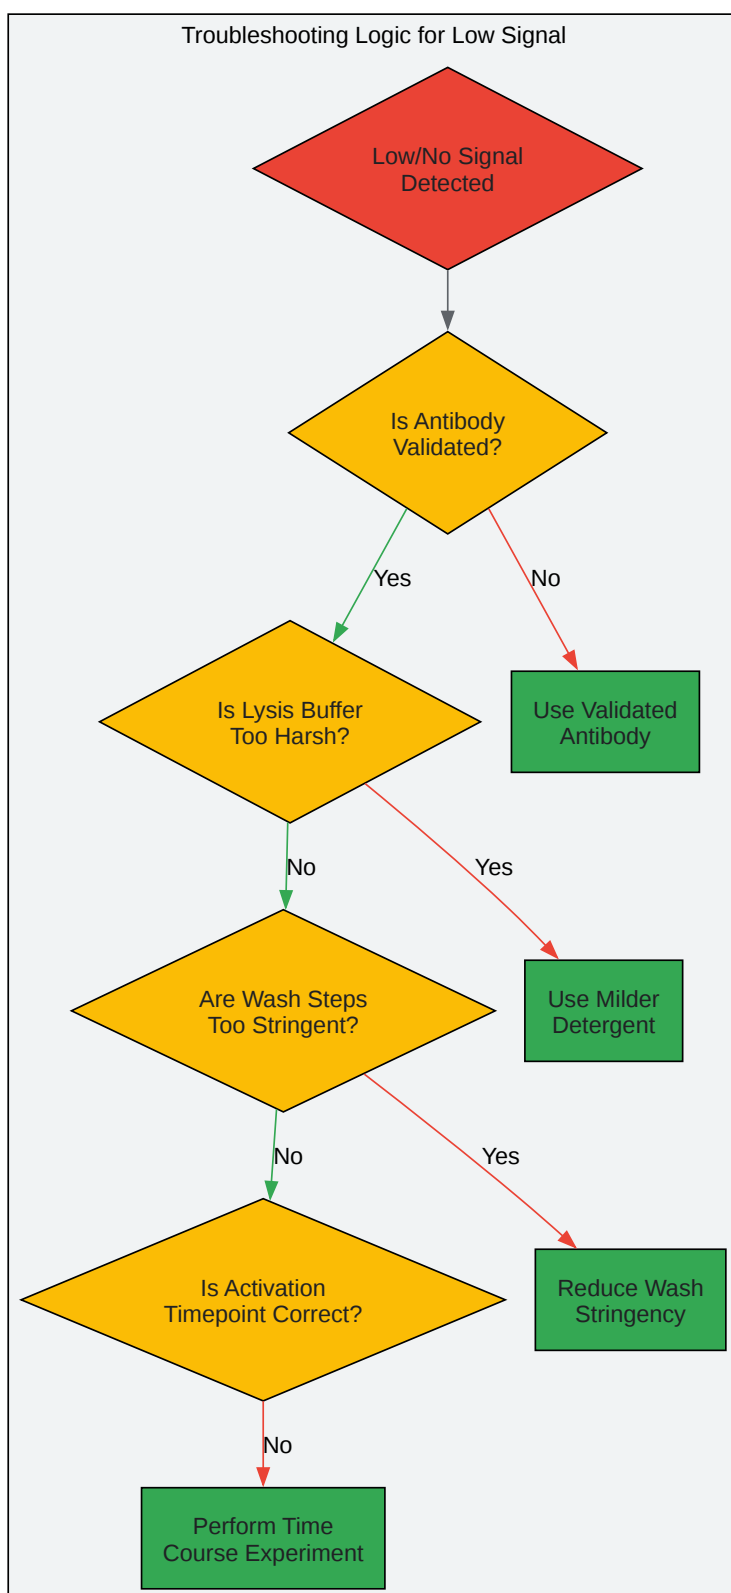 Troubleshooting Logic for Low Signal
Low/No Signal
Detected
Is Antibody
Validated?
Yes
No
Is Lysis Buffer
Too Harsh?
Use Validated
Antibody
No
Yes
Are Wash Steps
Too Stringent?
Use Milder
Detergent
No
Yes
Is Activation
Timepoint Correct?
Reduce Wash
Stringency
No
Perform Time
Course Experiment